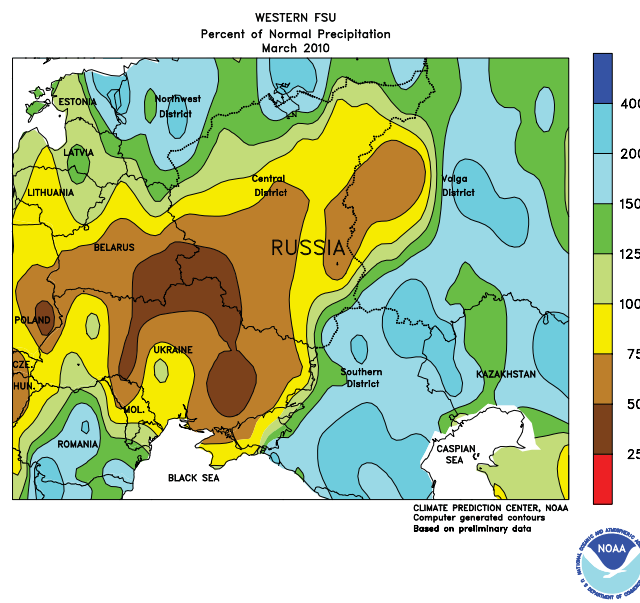 WESTERN FSU
Percent of Normal Precipitation
March 2010
ESTONIA
Northwest
District
LATVIA
LITHUANIA
Central
District
Volga
District
BELARUS
RUSSIA
POLAND
UKRAINE
CZE.
HUN.
Southern
District
KAZAKHSTAN
MOL.
ROMANIA
CASPIAN
SEA
BLACK SEA
400
200
150
125
100
75
50
25
CLIMATE PREDICTION CENTER, NOAA
Computer generated contours
Based on preliminary data
NOAA